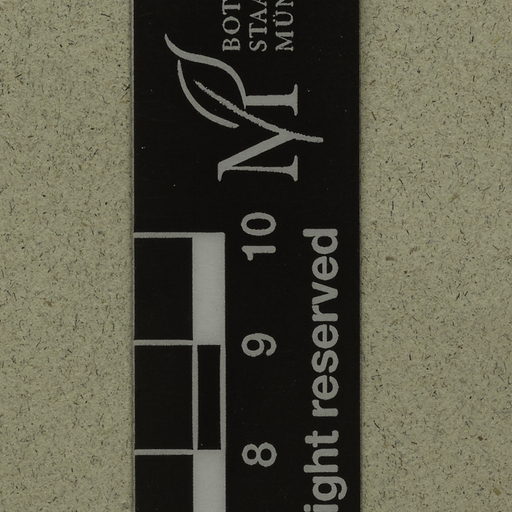 BOT
STAA
MÜN
M
8 9 10
ight reserved